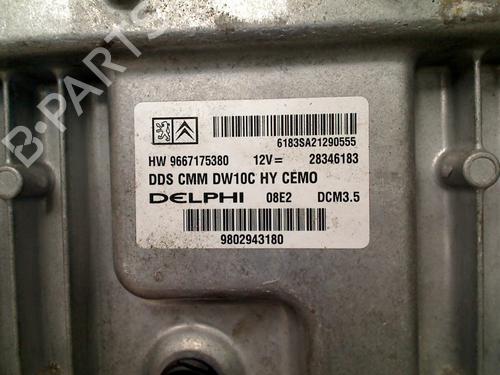 B-PARTS
6183SA21290555
HW 9667175380 12V= 28346183
DDS CMM DW10C HY CEMO
DELPHI 08E2 DCM3.5
9802943180